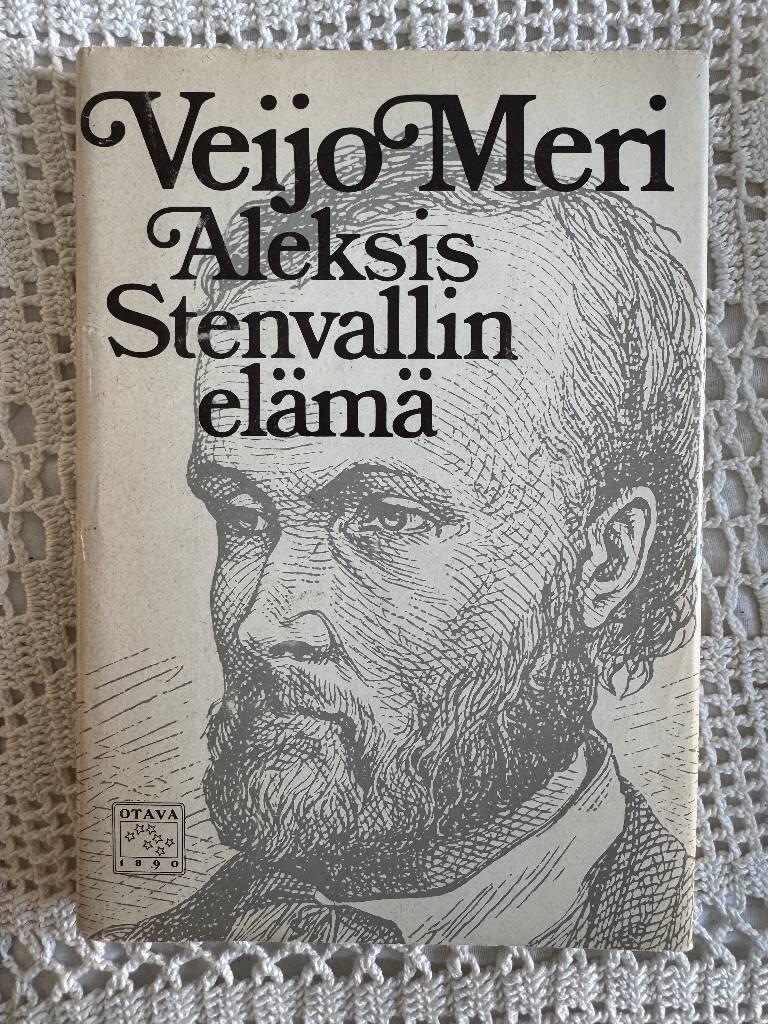 Veijo Meri
Aleksis
Stenvallin
elämä
OTAVA
1890